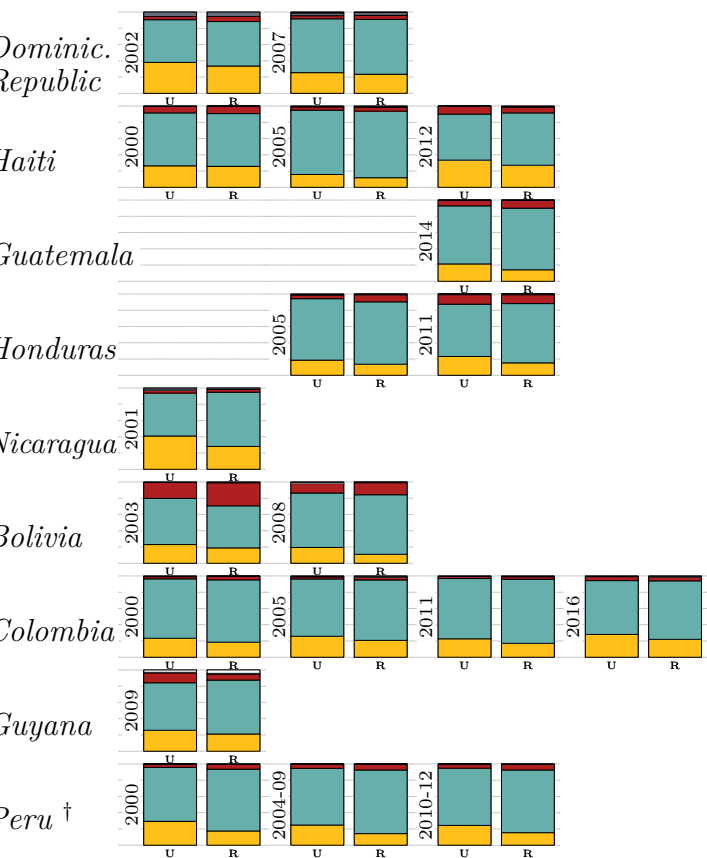 Dominic.
Republic
2002
2007
U R U R
Haiti
2000
2005
2012
U R U R U R
Guatemala
2014
U R
Honduras
2005
2011
U R U R
Nicaragua
2001
U R
Bolivia
2003
2008
U R U R
Colombia
2000
2005
2011
2016
U R U R U R U R
Guyana
2009
U R
Peru †
2000
2004-09
2010-12
U R U R U R